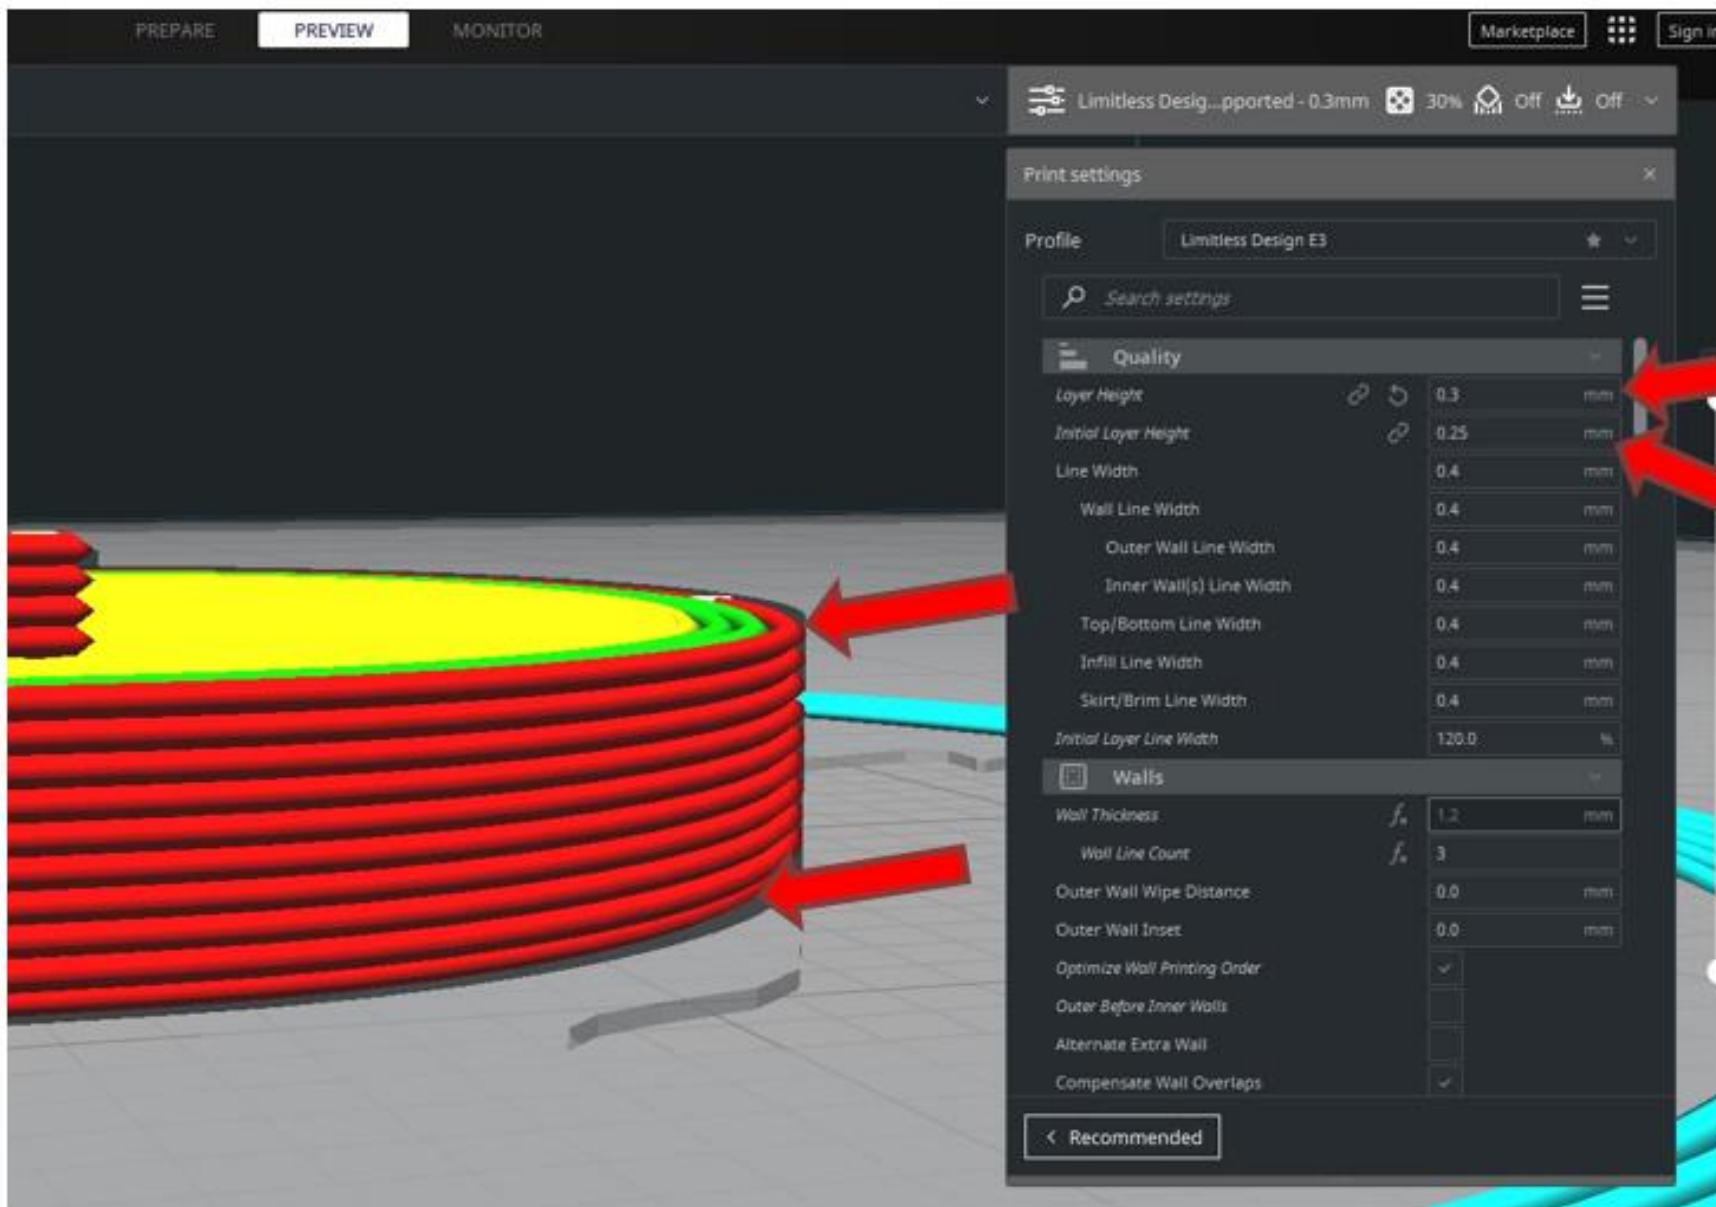 PREPARE PREVIEW MONITOR Marketplace Sign in
Limitless Desig...pported - 0.3mm 30% Off Off
Print settings
Profile Limitless Design E3
Search settings
Quality
Layer Height 0.3 mm
Initial Layer Height 0.25 mm
Line Width 0.4 mm
Wall Line Width 0.4 mm
Outer Wall Line Width 0.4 mm
Inner Wall(s) Line Width 0.4 mm
Top/Bottom Line Width 0.4 mm
Infill Line Width 0.4 mm
Skirt/Brim Line Width 0.4 mm
Initial Layer Line Width 120.0 %
Walls
Wall Thickness 1.2 mm
Wall Line Count 3
Outer Wall Wipe Distance 0.0 mm
Outer Wall Inset 0.0 mm
Optimize Wall Printing Order
Outer Before Inner Walls
Alternate Extra Wall
Compensate Wall Overlaps
Recommended